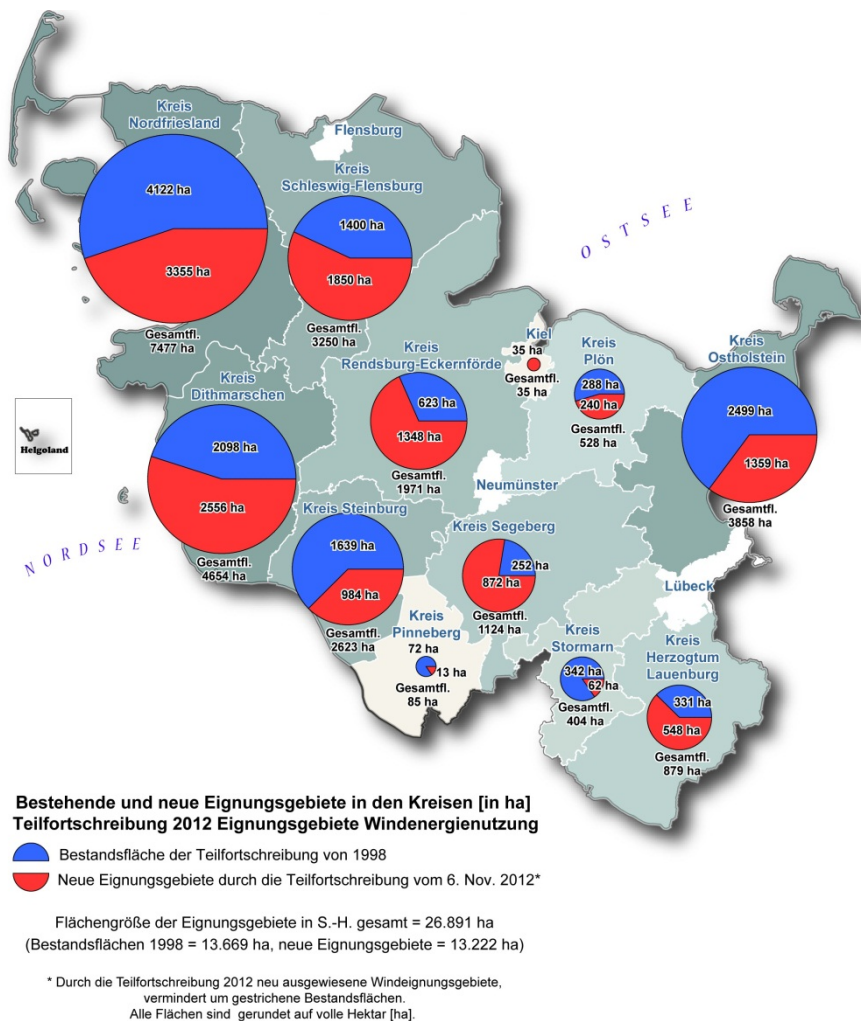 Kreis
Nordfriesland
4122 ha
3355 ha
Gesamtfl.
7477 ha
Flensburg
Kreis
Schleswig-Flensburg
1400 ha
1850 ha
Gesamtfl.
3250 ha
OSTSEE
Kreis
Rendsburg-Eckernförde
623 ha
1348 ha
Gesamtfl.
1971 ha
Kiel
35 ha
Gesamtfl.
35 ha
Kreis
Plön
288 ha
240 ha
Gesamtfl.
528 ha
Kreis
Ostholstein
2499 ha
1359 ha
Gesamtfl.
3858 ha
Kreis
Dithmarschen
2098 ha
2556 ha
Gesamtfl.
4654 ha
Helgoland
NORDSEE
Neumünster
Kreis Steinburg
1639 ha
984 ha
Gesamtfl.
2623 ha
Kreis Segeberg
252 ha
872 ha
Gesamtfl.
1124 ha
Lübeck
Kreis
Pinneberg
72 ha
13 ha
Gesamtfl.
85 ha
Kreis
Stormarn
342 ha
62 ha
Gesamtfl.
404 ha
Kreis
Herzogtum
Lauenburg
331 ha
548 ha
Gesamtfl.
879 ha
Bestehende und neue Eignungsgebiete in den Kreisen [in ha]
Teilfortschreibung 2012 Eignungsgebiete Windenergienutzung
Bestandsfläche der Teilfortschreibung von 1998
Neue Eignungsgebiete durch die Teilfortschreibung vom 6. Nov. 2012*
Flächengröße der Eignungsgebiete in S.-H. gesamt = 26.891 ha
(Bestandsflächen 1998 = 13.669 ha, neue Eignungsgebiete = 13.222 ha)
* Durch die Teilfortschreibung 2012 neu ausgewiesene Windeignungsgebiete,
vermindert um gestrichene Bestandsflächen.
Alle Flächen sind gerundet auf volle Hektar [ha].